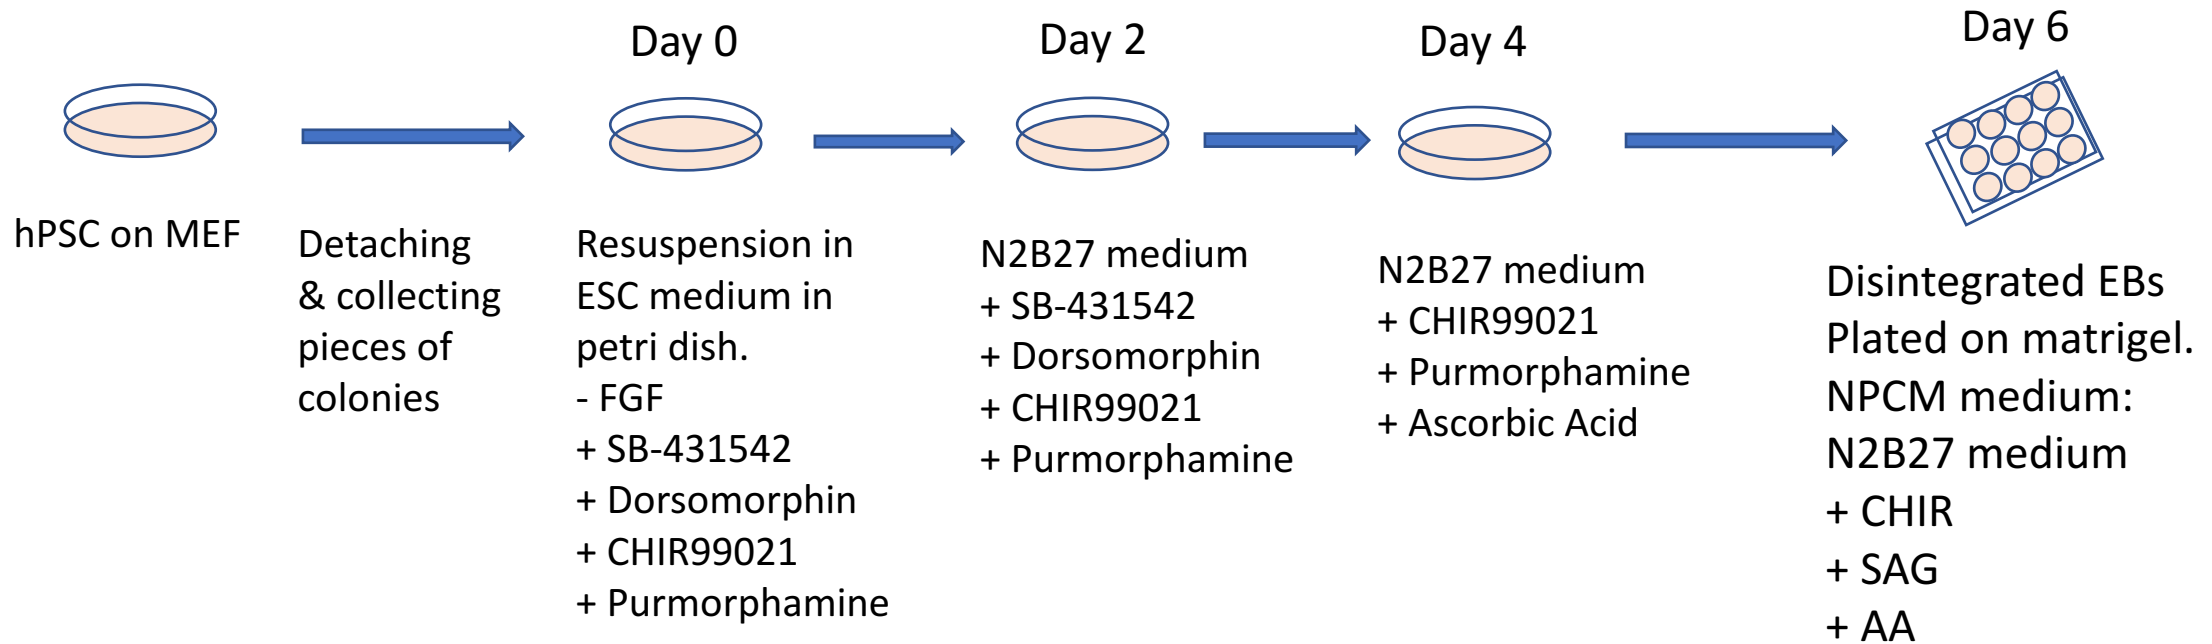 hPSC on MEF
Detaching
& collecting
pieces of
colonies
Day 0
Resuspension in
ESC medium in
petri dish.
- FGF
+ SB-431542
+ Dorsomorphin
+ CHIR99021
+ Purmorphamine
Day 2
N2B27 medium
+ SB-431542
+ Dorsomorphin
+ CHIR99021
+ Purmorphamine
Day 4
N2B27 medium
+ CHIR99021
+ Purmorphamine
+ Ascorbic Acid
Day 6
Disintegrated EBs
Plated on matrigel.
NPCM medium:
N2B27 medium
+ CHIR
+ SAG
+ AA